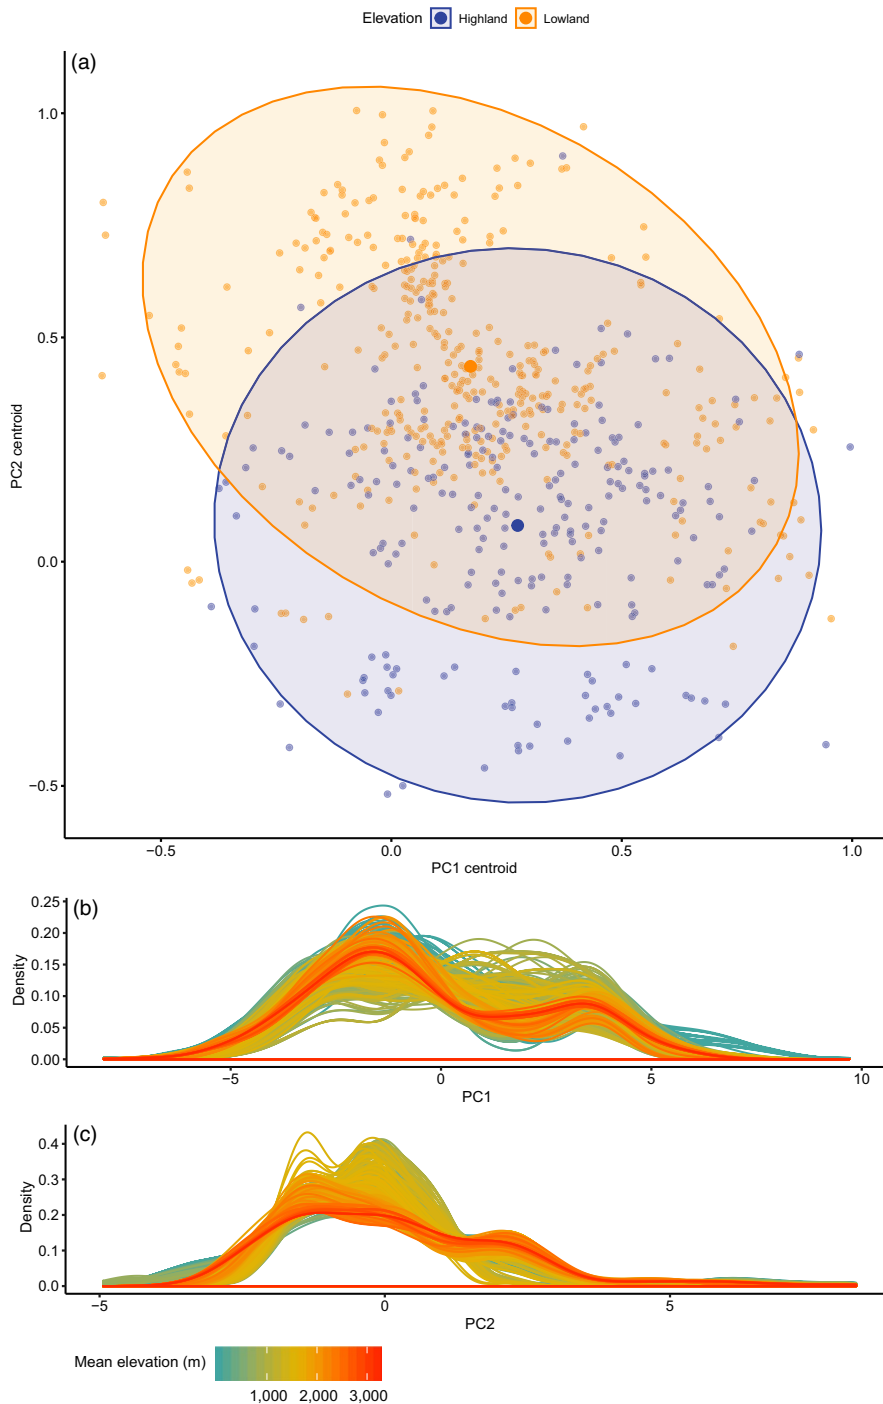 Elevation Highland Lowland
(a)
1.0
0.5
0.0
−0.5
PC2 centroid
−0.5 0.0 0.5 1.0
PC1 centroid
(b)
0.25
0.20
0.15
0.10
0.05
0.00
Density
−5 0 5 10
PC1
(c)
0.4
0.3
0.2
0.1
0.0
Density
−5 0 5
PC2
Mean elevation (m)
1,000 2,000 3,000